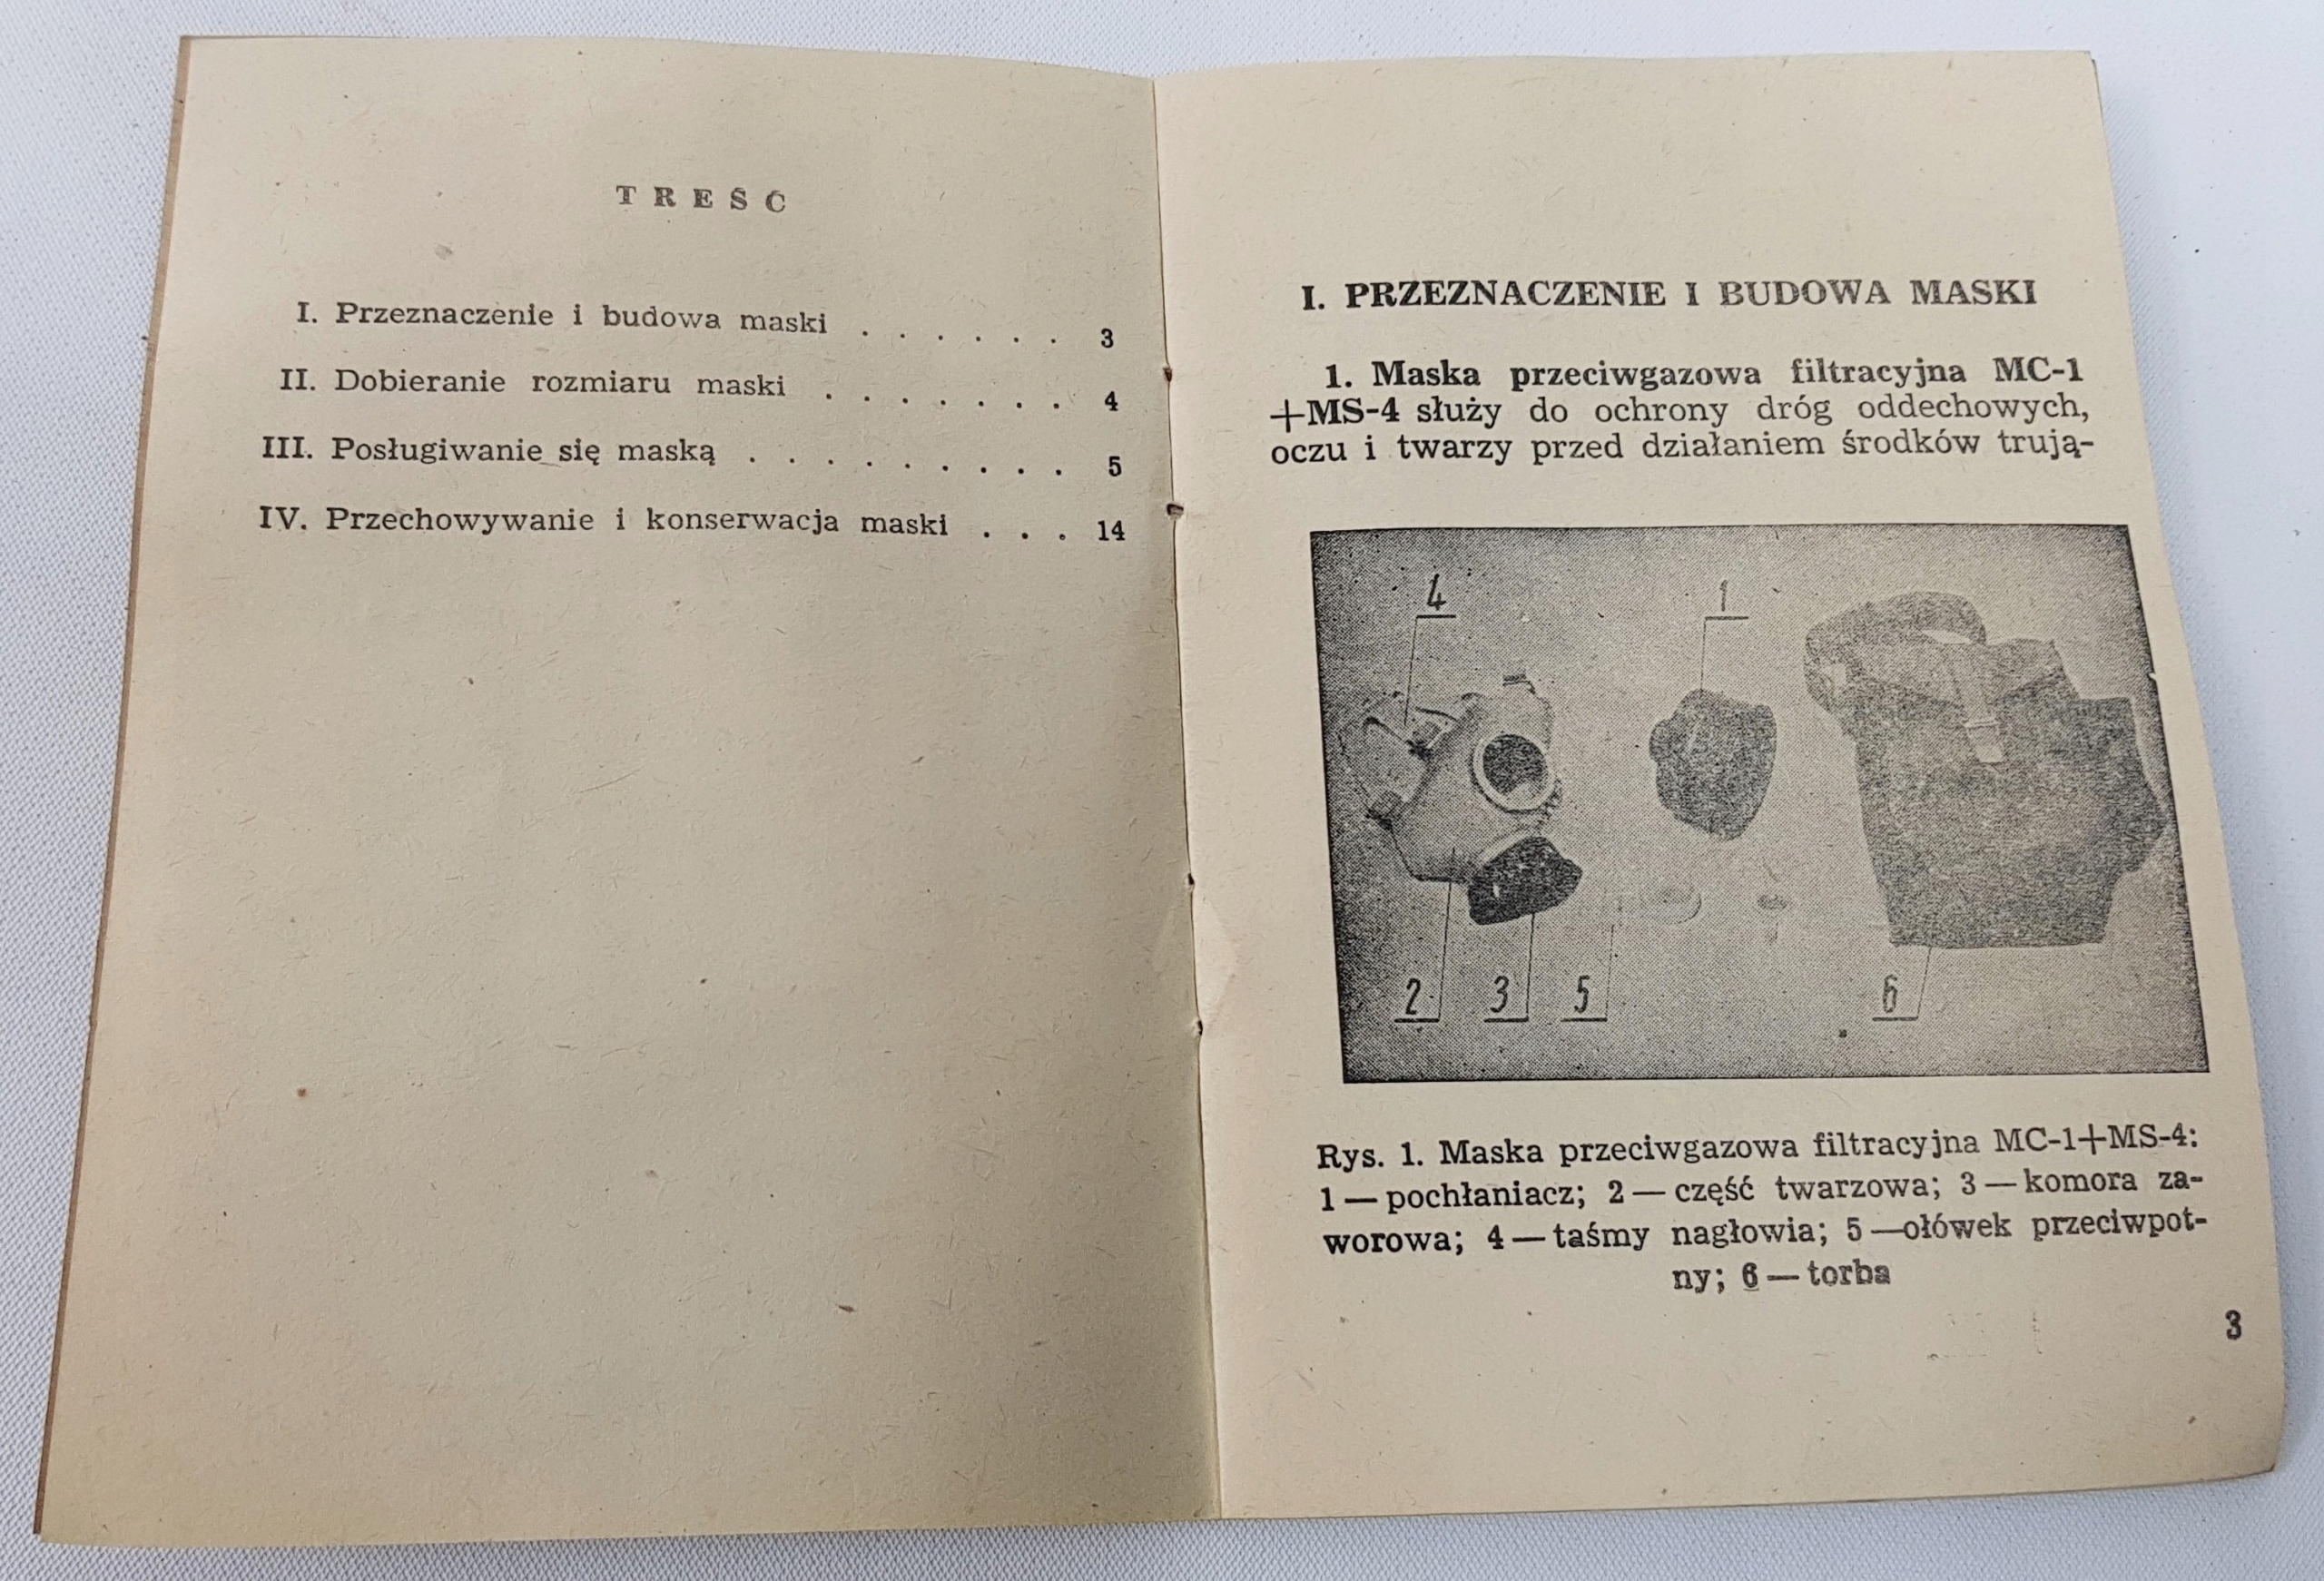 TREŚĆ
I. Przeznaczenie i budowa maski . . . . . . 3
II. Dobieranie rozmiaru maski . . . . . . . 4
III. Posługiwanie się maską . . . . . . . . . 5
IV. Przechowywanie i konserwacja maski . . . 14
I. PRZEZNACZENIE I BUDOWA MASKI
1. Maska przeciwgazowa filtracyjna MC-1
+MS-4 służy do ochrony dróg oddechowych,
oczu i twarzy przed działaniem środków trują-
4 1
2 3 5 6
Rys. 1. Maska przeciwgazowa filtracyjna MC-1+MS-4:
1 — pochłaniacz; 2 — część twarzowa; 3 — komora za-
worowa; 4 — taśmy nagłowia; 5 —ołówek przeciwpot-
ny; 6 — torba
3